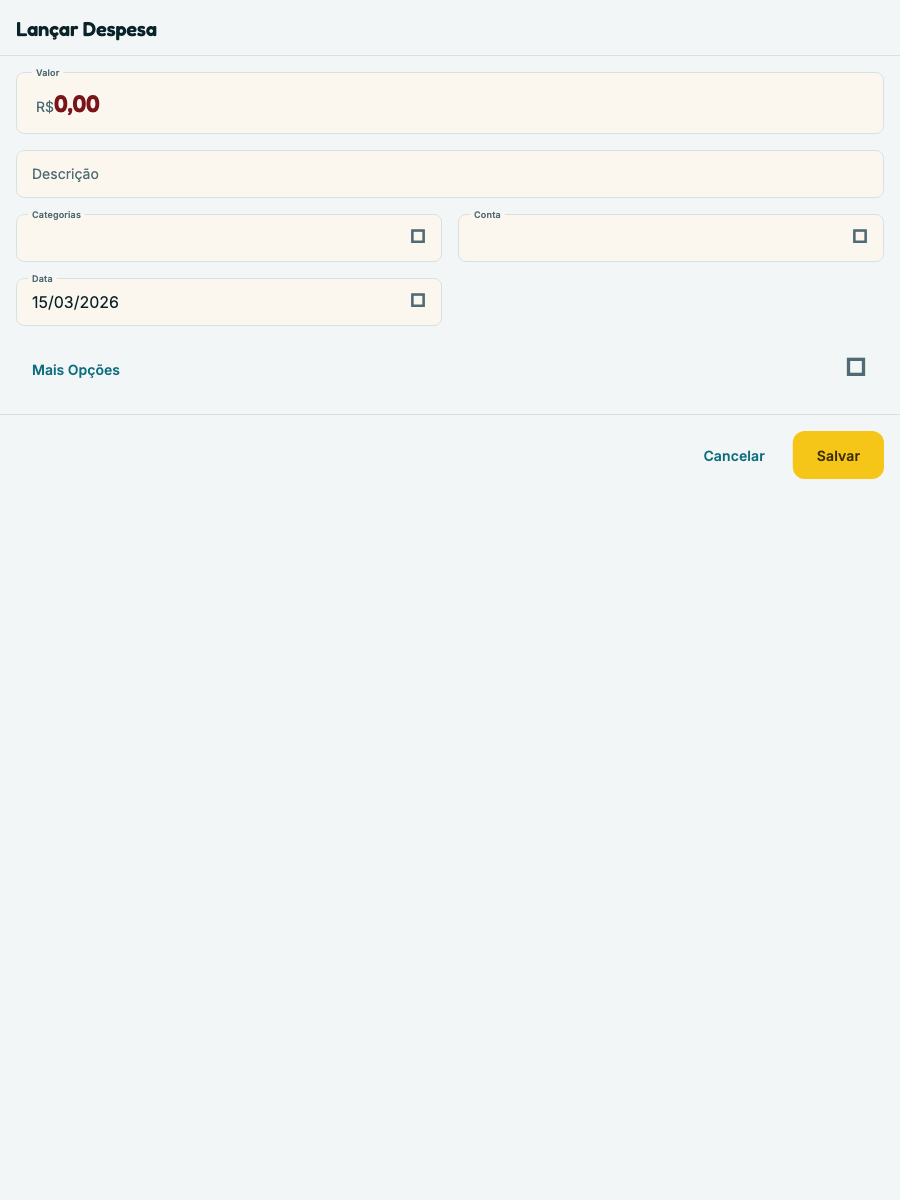 Lançar Despesa
Valor
R$0,00
Descrição
Categorias
Conta
Data
15/03/2026
Mais Opções
Cancelar
Salvar